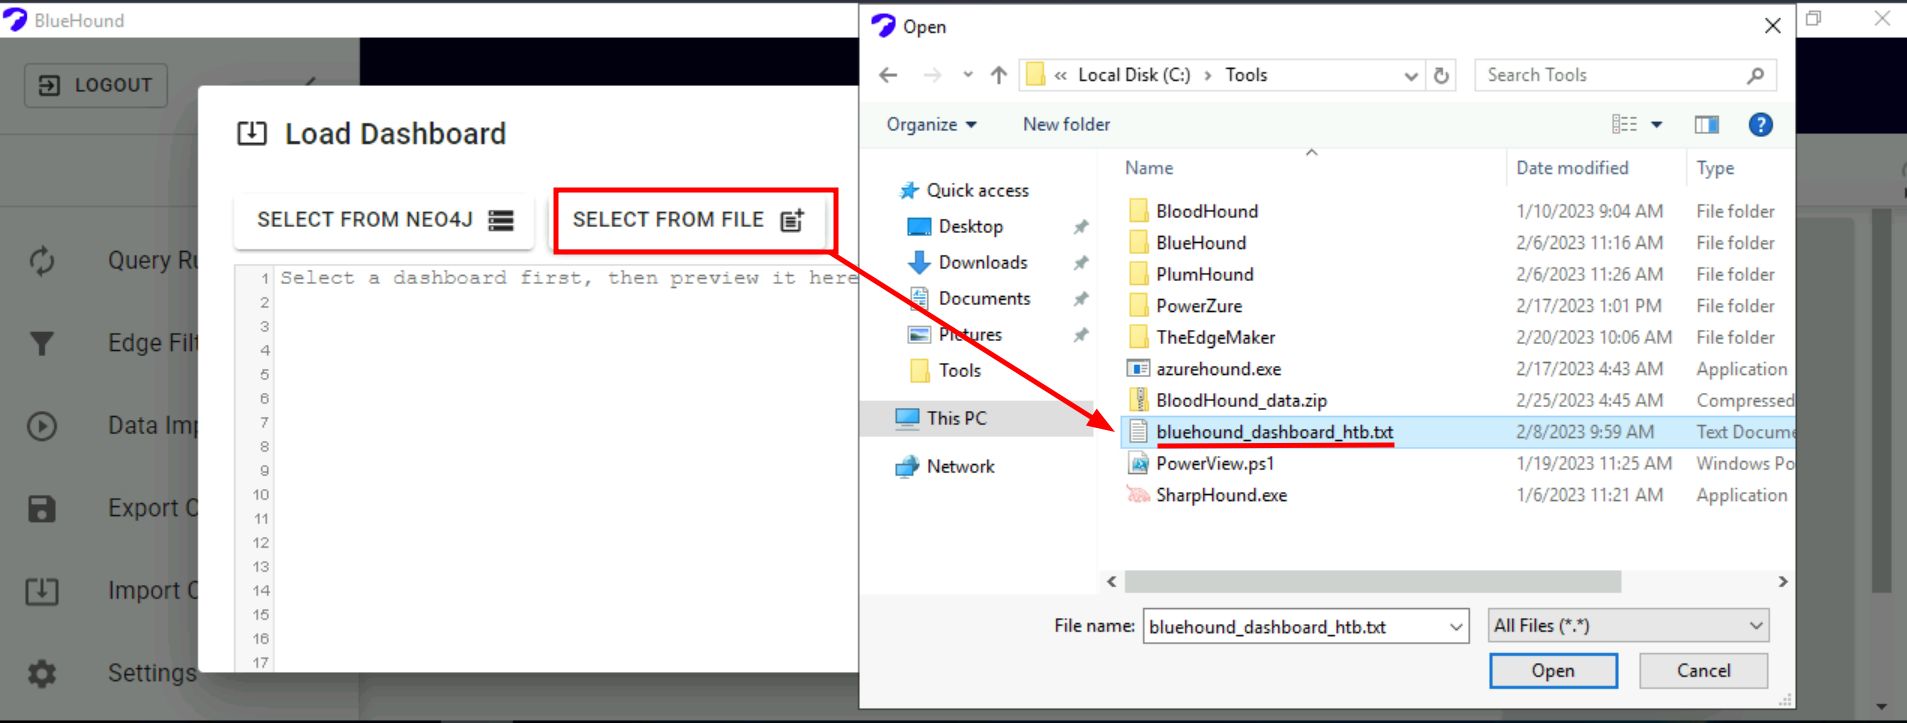 BlueHound
LOGOUT
Load Dashboard
SELECT FROM NEO4J
SELECT FROM FILE
1 Select a dashboard first, then preview it here
2
3
4
5
6
7
8
9
10
11
12
13
14
15
16
17
Query Ru
Edge Filt
Data Imp
Export C
Import C
Settings
Open
« Local Disk (C:) › Tools
Search Tools
Organize
New folder
?
Quick access
Desktop
Downloads
Documents
Pictures
Tools
This PC
Network
Name Date modified Type
BloodHound 1/10/2023 9:04 AM File folder
BlueHound 2/6/2023 11:16 AM File folder
PlumHound 2/6/2023 11:26 AM File folder
PowerZure 2/17/2023 1:01 PM File folder
TheEdgeMaker 2/20/2023 10:06 AM File folder
azurehound.exe 2/17/2023 4:43 AM Application
BloodHound_data.zip 2/25/2023 4:45 AM Compressed
bluehound_dashboard_htb.txt 2/8/2023 9:59 AM Text Docume
PowerView.ps1 1/19/2023 11:25 AM Windows Po
SharpHound.exe 1/6/2023 11:21 AM Application
File name: bluehound_dashboard_htb.txt
All Files (*.*)
Open
Cancel